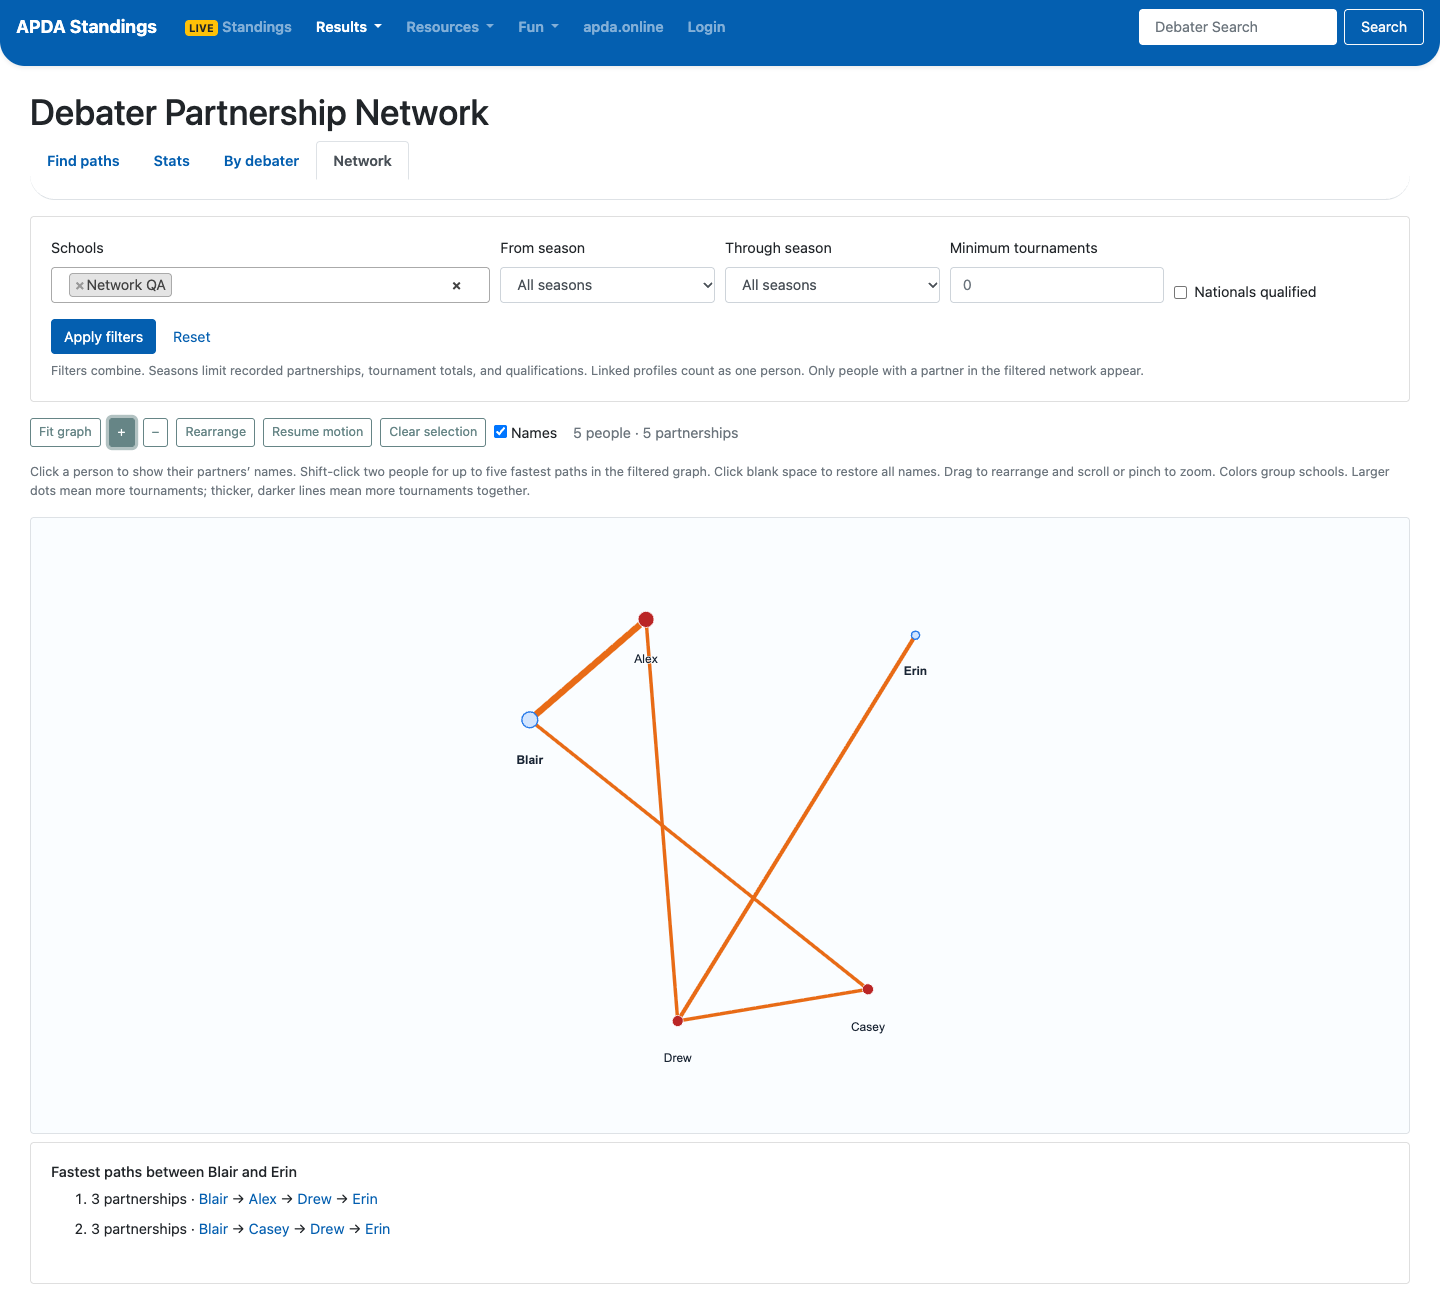 APDA Standings LIVE Standings Results Resources Fun apda.online Login Debater Search Search
Debater Partnership Network
Find paths Stats By debater Network
Schools From season Through season Minimum tournaments
×Network QA × All seasons All seasons 0 Nationals qualified
Apply filters Reset
Filters combine. Seasons limit recorded partnerships, tournament totals, and qualifications. Linked profiles count as one person. Only people with a partner in the filtered network appear.
Fit graph + − Rearrange Resume motion Clear selection Names 5 people · 5 partnerships
Click a person to show their partners’ names. Shift-click two people for up to five fastest paths in the filtered graph. Click blank space to restore all names. Drag to rearrange and scroll or pinch to zoom. Colors group schools. Larger
dots mean more tournaments; thicker, darker lines mean more tournaments together.
Alex
Erin
Blair
Casey
Drew
Fastest paths between Blair and Erin
1. 3 partnerships · Blair → Alex → Drew → Erin
2. 3 partnerships · Blair → Casey → Drew → Erin